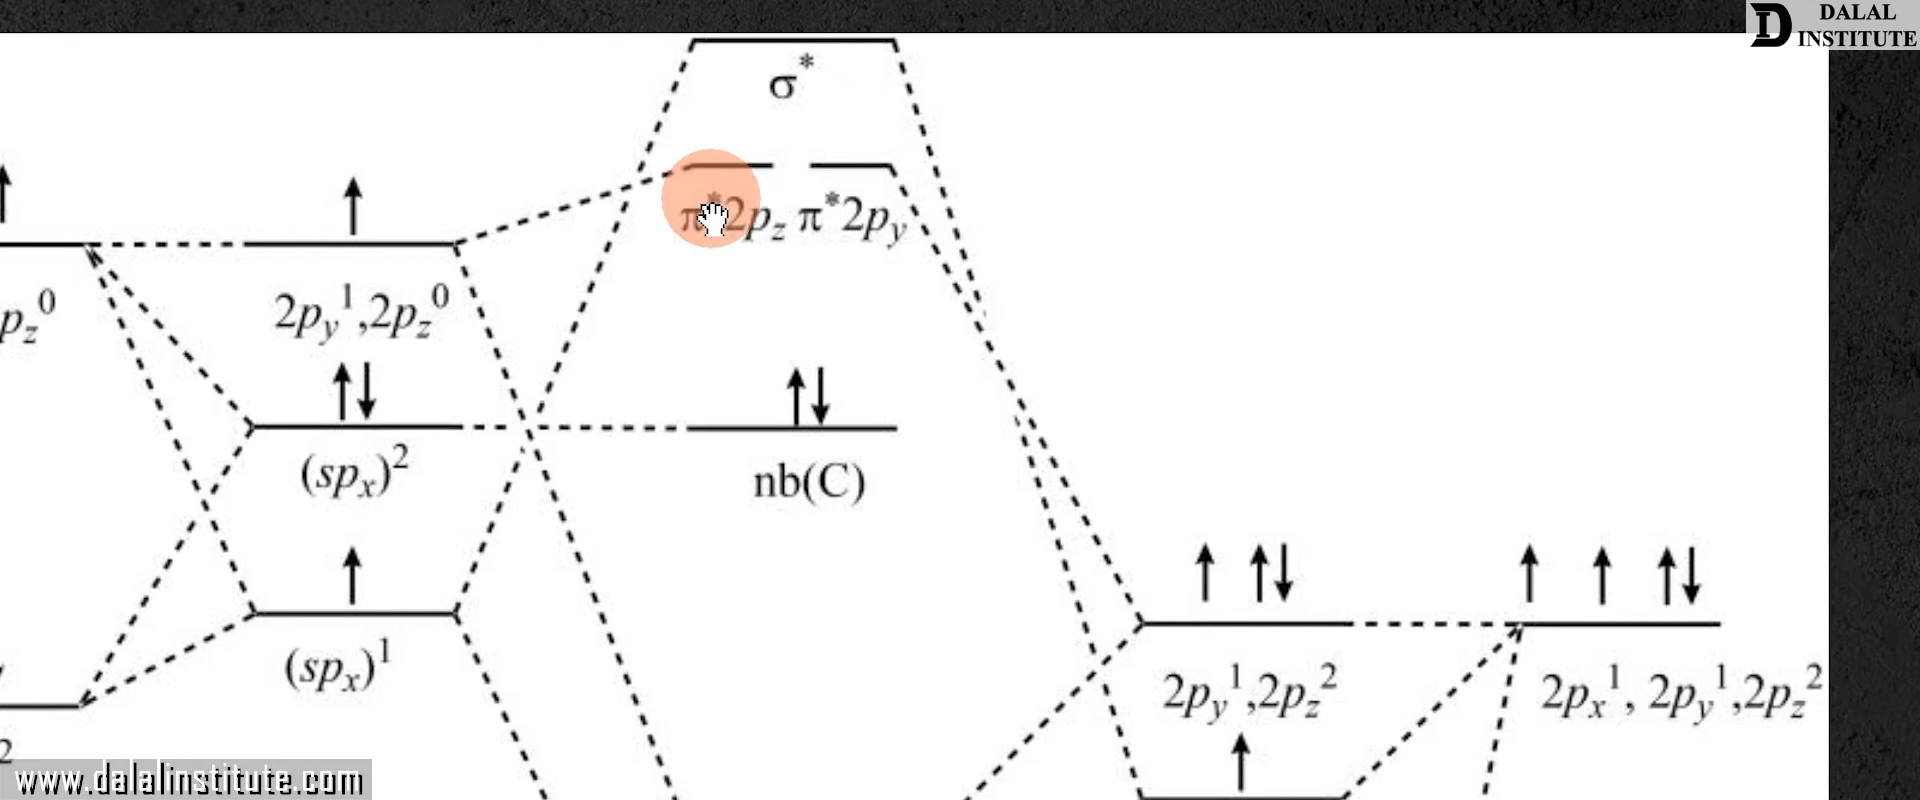 DALAL
INSTITUTE
σ*
π*2pz π*2py
pz⁰
2py¹,2pz⁰
(spx)²
nb(C)
(spx)¹
2py¹,2pz²
2px¹, 2py¹,2pz²
2
www.dalalinstitute.com